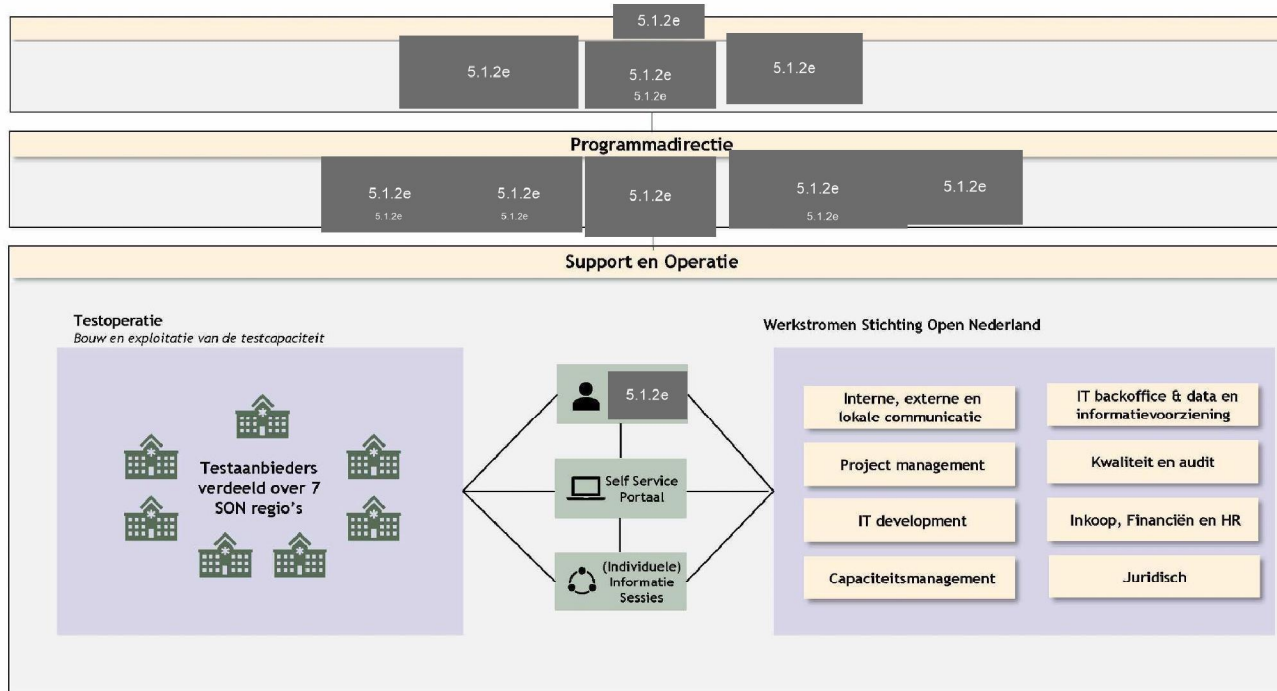 5.1.2e
5.1.2e
5.1.2e
5.1.2e
5.1.2e
Programmadirectie
5.1.2e
5.1.2e
5.1.2e
5.1.2e
5.1.2e
5.1.2e
5.1.2e
5.1.2e
Support en Operatie
Testoperatie
Bouw en exploitatie van de testcapaciteit
Testaanbieders
verdeeld over 7
SON regio's
5.1.2e
Self Service
Portaal
(Individuele)
Informatie
Sessies
Werkstromen Stichting Open Nederland
Interne, externe en
lokale communicatie
IT backoffice & data en
informatievoorziening
Project management
Kwaliteit en audit
IT development
Inkoop, Financiën en HR
Capaciteitsmanagement
Juridisch